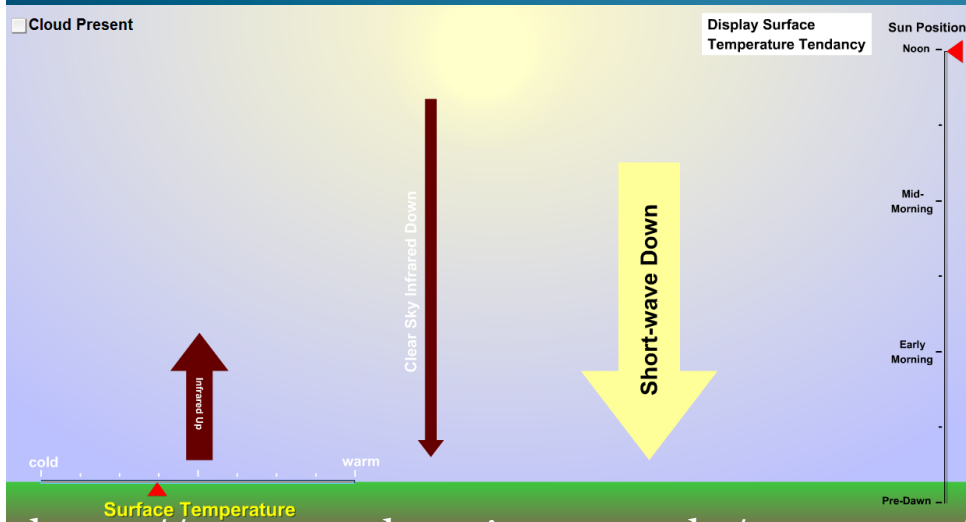 Cloud Present
Display Surface
Temperature Tendancy
Sun Position
Noon
Mid-
Morning
Early
Morning
Pre-Dawn
Clear Sky Infrared Down
Short-wave Down
Infrared Up
cold
warm
Surface Temperature